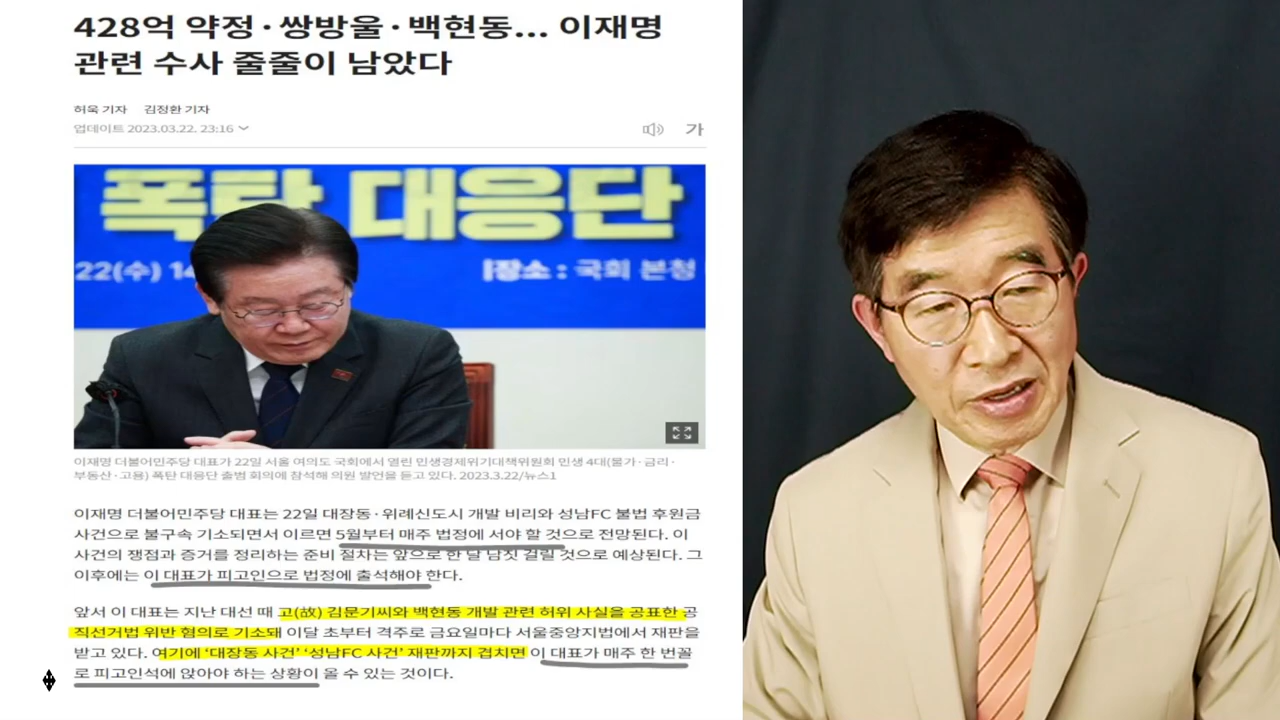 428억 약정·쌍방울·백현동... 이재명
관련 수사 줄줄이 남았다
허욱 기자 김정환 기자
업데이트 2023.03.22. 23:16
가
폭탄 대응단
22(수) 14
장소 : 국회 본청
이재명 더불어민주당 대표가 22일 서울 여의도 국회에서 열린 민생경제위기대책위원회 민생 4대(물가·금리·
부동산·고용) 폭탄 대응단 출범 회의에 참석해 의원 발언을 듣고 있다. 2023.3.22/뉴스1
이재명 더불어민주당 대표는 22일 대장동·위례신도시 개발 비리와 성남FC 불법 후원금
사건으로 불구속 기소되면서 이르면 5월부터 매주 법정에 서야 할 것으로 전망된다. 이
사건의 쟁점과 증거를 정리하는 준비 절차는 앞으로 한 달 남짓 걸릴 것으로 예상된다. 그
이후에는 이 대표가 피고인으로 법정에 출석해야 한다.
앞서 이 대표는 지난 대선 때 고(故) 김문기씨와 백현동 개발 관련 허위 사실을 공표한 공
직선거법 위반 혐의로 기소돼 이달 초부터 격주로 금요일마다 서울중앙지법에서 재판을
받고 있다. 여기에 ‘대장동 사건’ ‘성남FC 사건’ 재판까지 겹치면 이 대표가 매주 한 번꼴
로 피고인석에 앉아야 하는 상황이 올 수 있는 것이다.